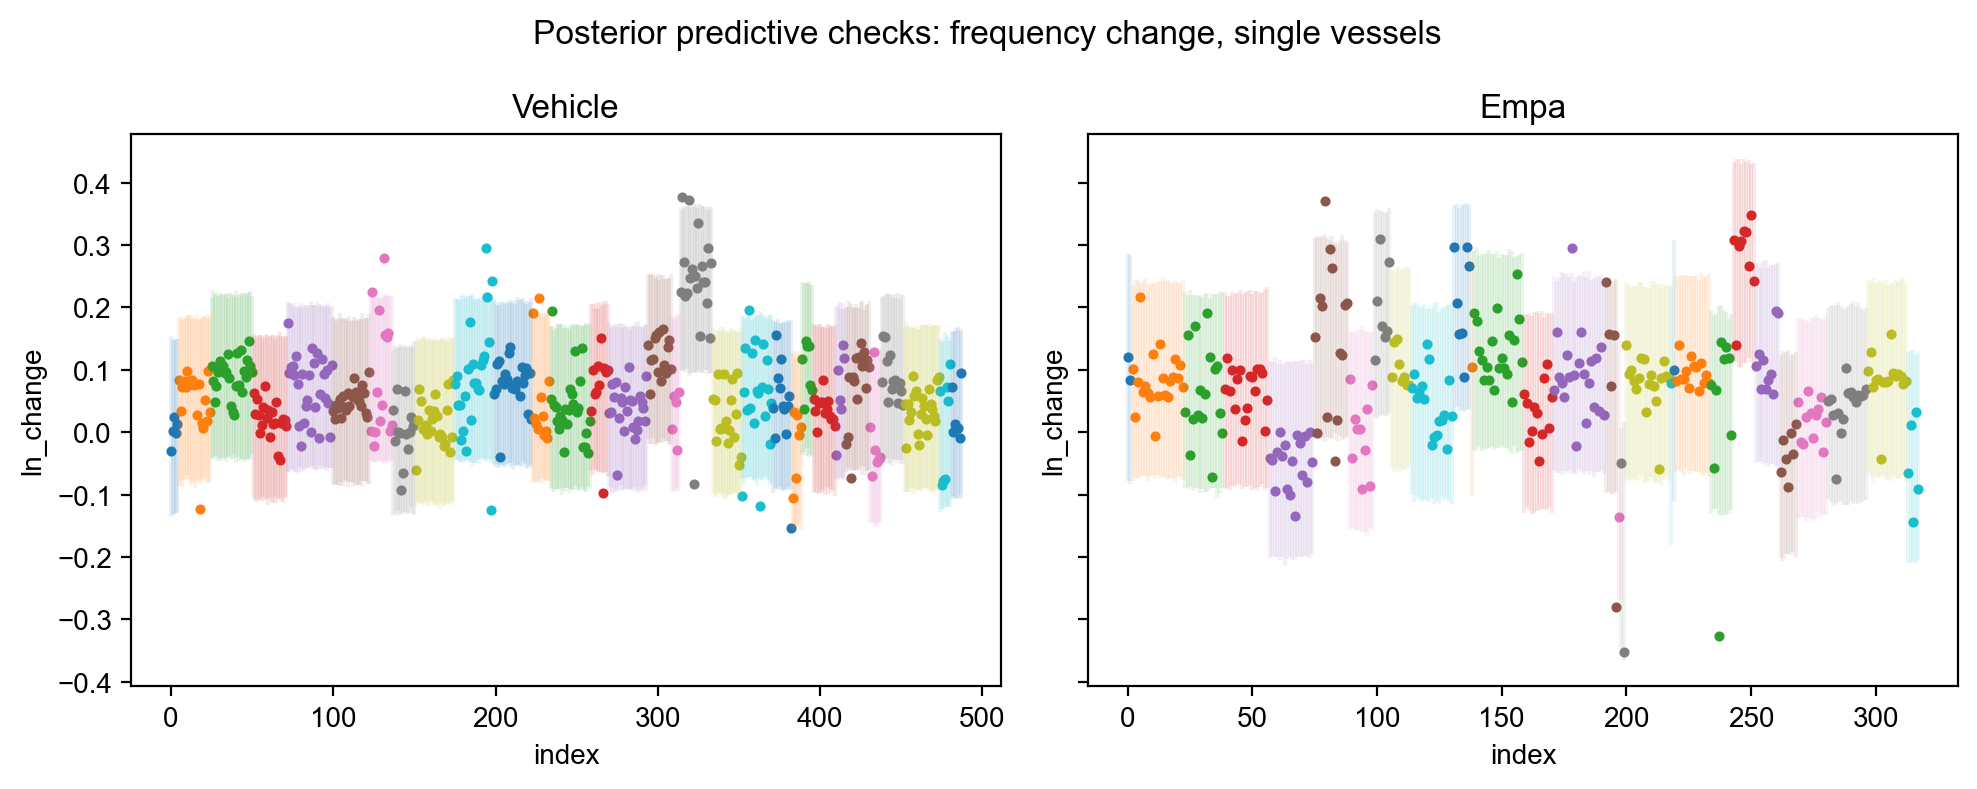 Posterior predictive checks: frequency change, single vessels
Vehicle
Empa
ln_change
0.4
0.3
0.2
0.1
0.0
−0.1
−0.2
−0.3
−0.4
0 100 200 300 400 500
index
ln_change
0 50 100 150 200 250 300
index